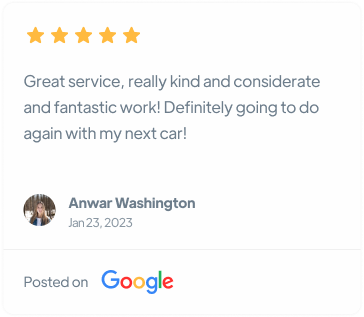 Great service, really kind and considerate
and fantastic work! Definitely going to do
again with my next car!
Anwar Washington
Jan 23, 2023
Posted on Google